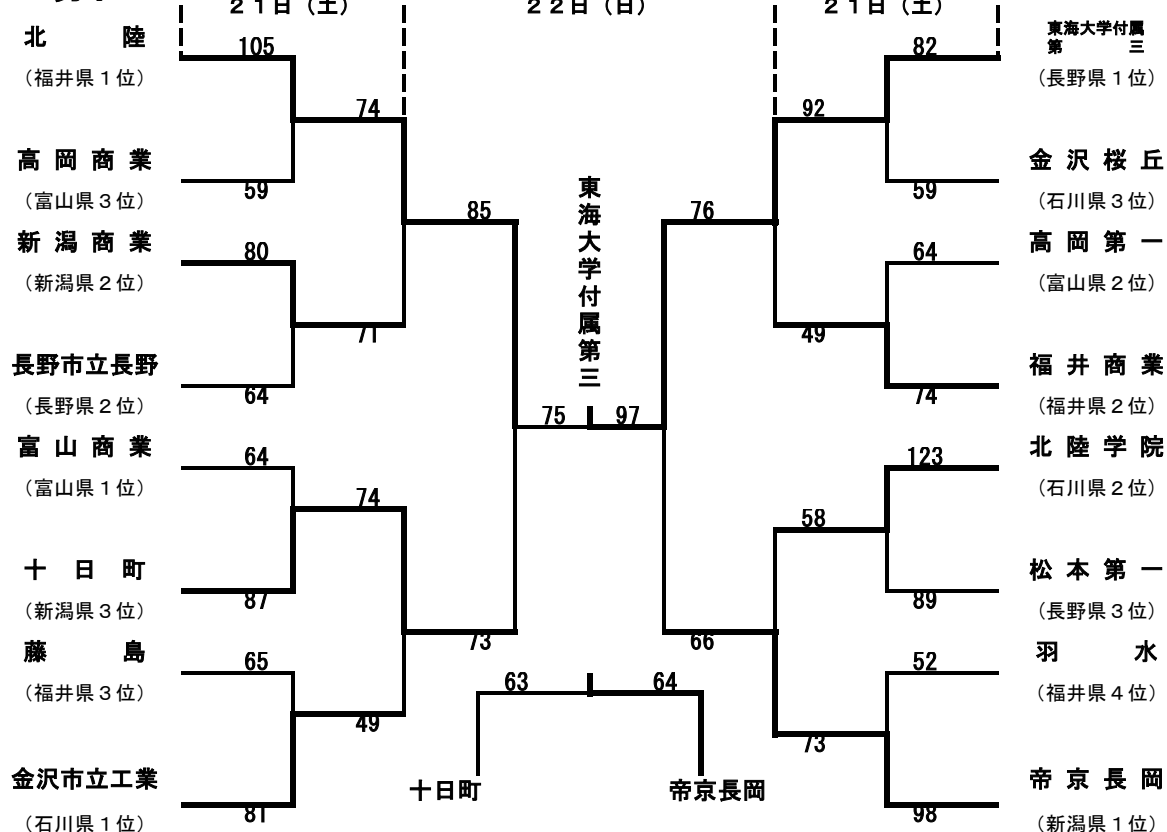 ２１日（土）
２２日（日）
２１日（土）
北　陸
（福井県１位）
高岡商業
（富山県３位）
新潟商業
（新潟県２位）
長野市立長野
（長野県２位）
富山商業
（富山県１位）
十日町
（新潟県３位）
藤　島
（福井県３位）
金沢市立工業
（石川県１位）
105
59
80
64
64
87
65
81
74
71
74
49
85
73
75
97
東海大学付属第三
63
64
十日町
帝京長岡
76
66
92
49
58
73
82
59
64
74
123
89
52
98
東海大学付属
第　三
（長野県１位）
金沢桜丘
（石川県３位）
高岡第一
（富山県２位）
福井商業
（福井県２位）
北陸学院
（石川県２位）
松本第一
（長野県３位）
羽　水
（福井県４位）
帝京長岡
（新潟県１位）